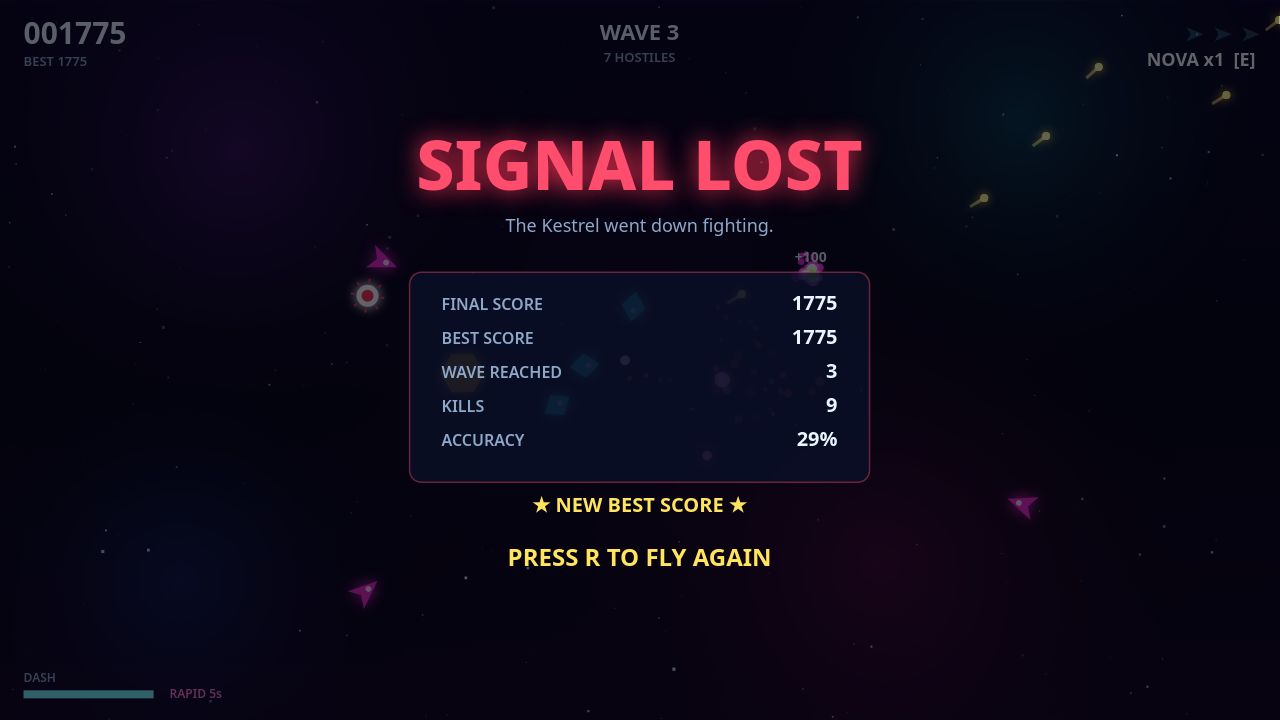 001775
BEST 1775
WAVE 3
7 HOSTILES
NOVA x1 [E]
SIGNAL LOST
The Kestrel went down fighting.
+100
FINAL SCORE 1775
BEST SCORE 1775
WAVE REACHED 3
KILLS 9
ACCURACY 29%
★ NEW BEST SCORE ★
PRESS R TO FLY AGAIN
DASH
RAPID 5s